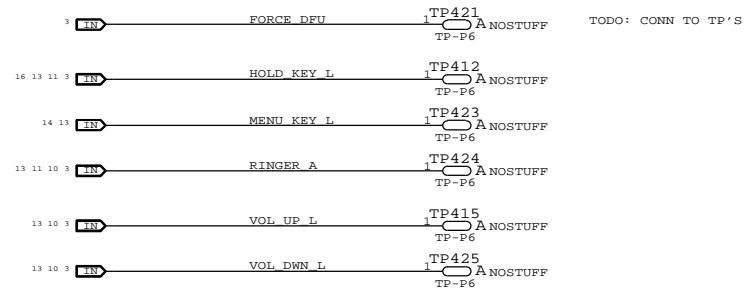 3 IN FORCE_DFU 1 TP421 A NOSTUFF TODO: CONN TO TP'S
TP-P6
16 13 11 3 IN HOLD_KEY_L 1 TP412 A NOSTUFF
TP-P6
14 13 IN MENU_KEY_L 1 TP423 A NOSTUFF
TP-P6
13 11 10 3 IN RINGER_A 1 TP424 A NOSTUFF
TP-P6
13 10 3 IN VOL_UP_L 1 TP415 A NOSTUFF
TP-P6
13 10 3 IN VOL_DWN_L 1 TP425 A NOSTUFF
TP-P6